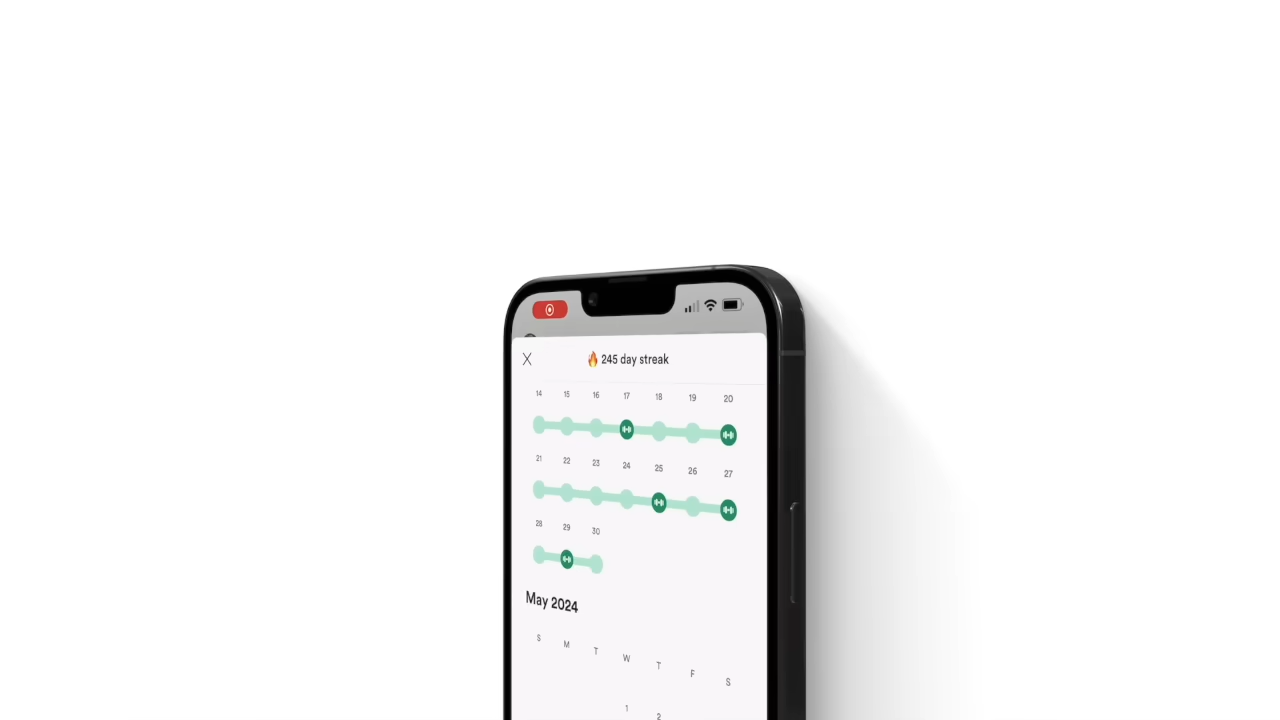 🔥 245 day streak
14 15 16 17 18 19 20
21 22 23 24 25 26 27
28 29 30
May 2024
S M T W T F S
1 2